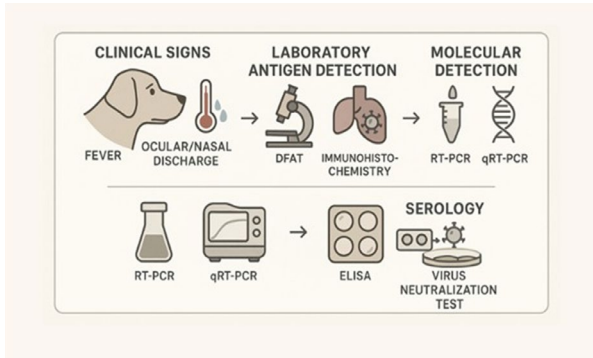 CLINICAL SIGNS
LABORATORY
ANTIGEN DETECTION
MOLECULAR
DETECTION
FEVER
OCULAR/NASAL
DISCHARGE
DFAT
IMMUNOHISTO-
CHEMISTRY
RT-PCR
qRT-PCR
SEROLOGY
RT-PCR
qRT-PCR
ELISA
VIRUS
NEUTRALIZATION
TEST